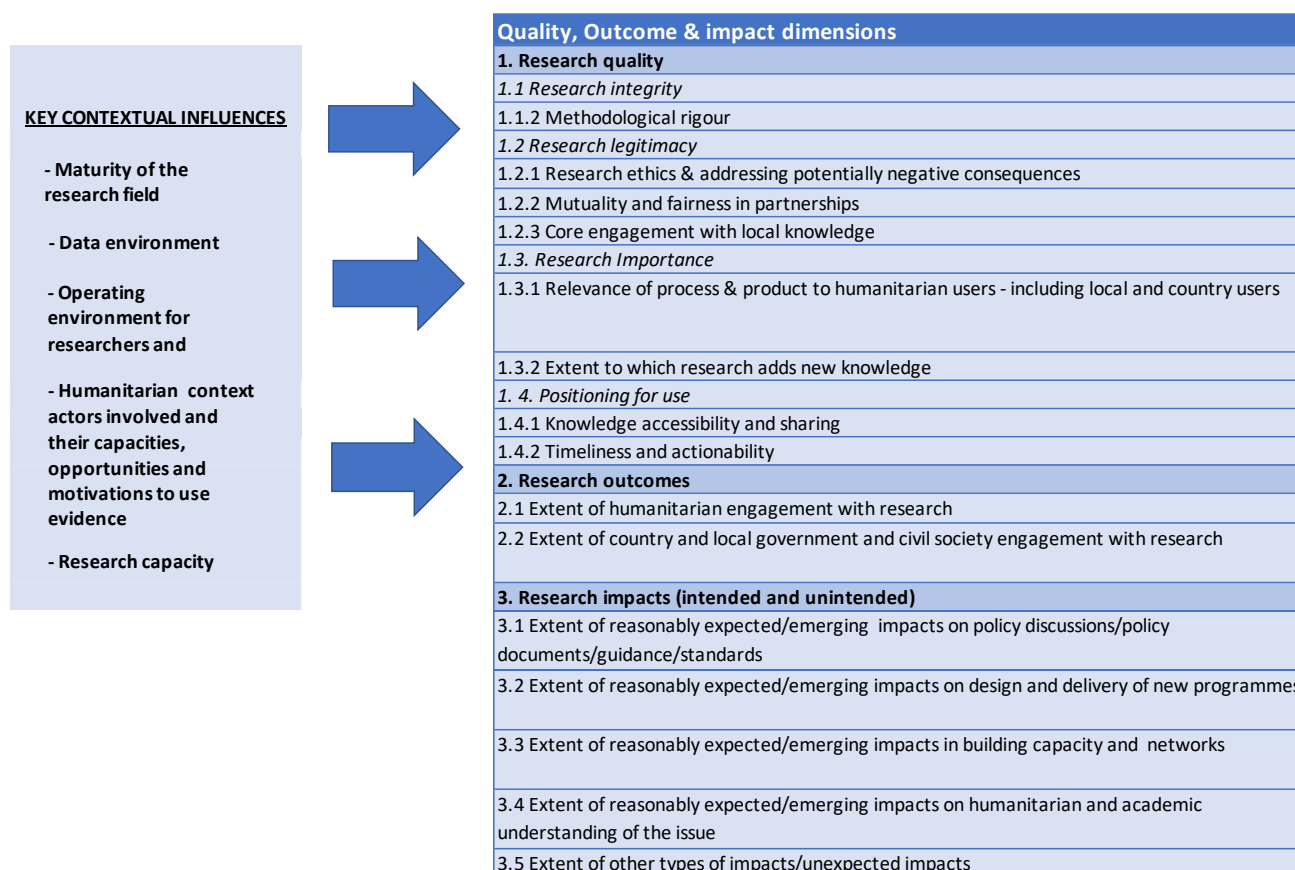 KEY CONTEXTUAL INFLUENCES
- Maturity of the
research field
- Data environment
- Operating
environment for
researchers and
- Humanitarian context
actors involved and
their capacities,
opportunities and
motivations to use
evidence
- Research capacity
Quality, Outcome & impact dimensions
1. Research quality
1.1 Research integrity
1.1.2 Methodological rigour
1.2 Research legitimacy
1.2.1 Research ethics & addressing potentially negative consequences
1.2.2 Mutuality and fairness in partnerships
1.2.3 Core engagement with local knowledge
1.3. Research Importance
1.3.1 Relevance of process & product to humanitarian users - including local and country users
1.3.2 Extent to which research adds new knowledge
1. 4. Positioning for use
1.4.1 Knowledge accessibility and sharing
1.4.2 Timeliness and actionability
2. Research outcomes
2.1 Extent of humanitarian engagement with research
2.2 Extent of country and local government and civil society engagement with research
3. Research impacts (intended and unintended)
3.1 Extent of reasonably expected/emerging impacts on policy discussions/policy
documents/guidance/standards
3.2 Extent of reasonably expected/emerging impacts on design and delivery of new programmes
3.3 Extent of reasonably expected/emerging impacts in building capacity and networks
3.4 Extent of reasonably expected/emerging impacts on humanitarian and academic
understanding of the issue
3.5 Extent of other types of impacts/unexpected impacts